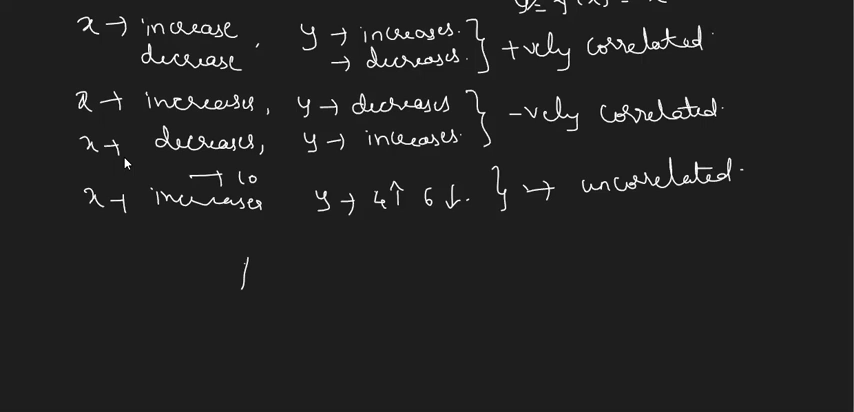 x → increase, y → increases. } +vely correlated.
decrease → decreases.
x → increases, y → decreases } -vely correlated.
x → decreases, y → increases.
→ 10
x → increases y → 4↑ 6↓. } → uncorrelated.